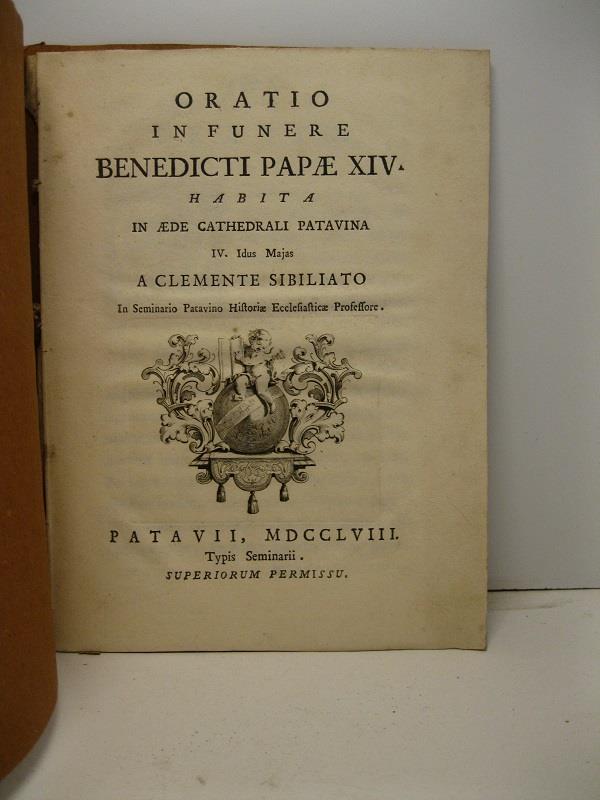 ORATIO
IN FUNERE
BENEDICTI PAPÆ XIV.
HABITA
IN ÆDE CATHEDRALI PATAVINA
IV. Idus Majas
A CLEMENTE SIBILIATO
In Seminario Patavino Hiſtoriæ Eccleſiaſticæ Profeſſore.
PATAVII, MDCCLVIII.
Typis Seminarii.
SUPERIORUM PERMISSU.